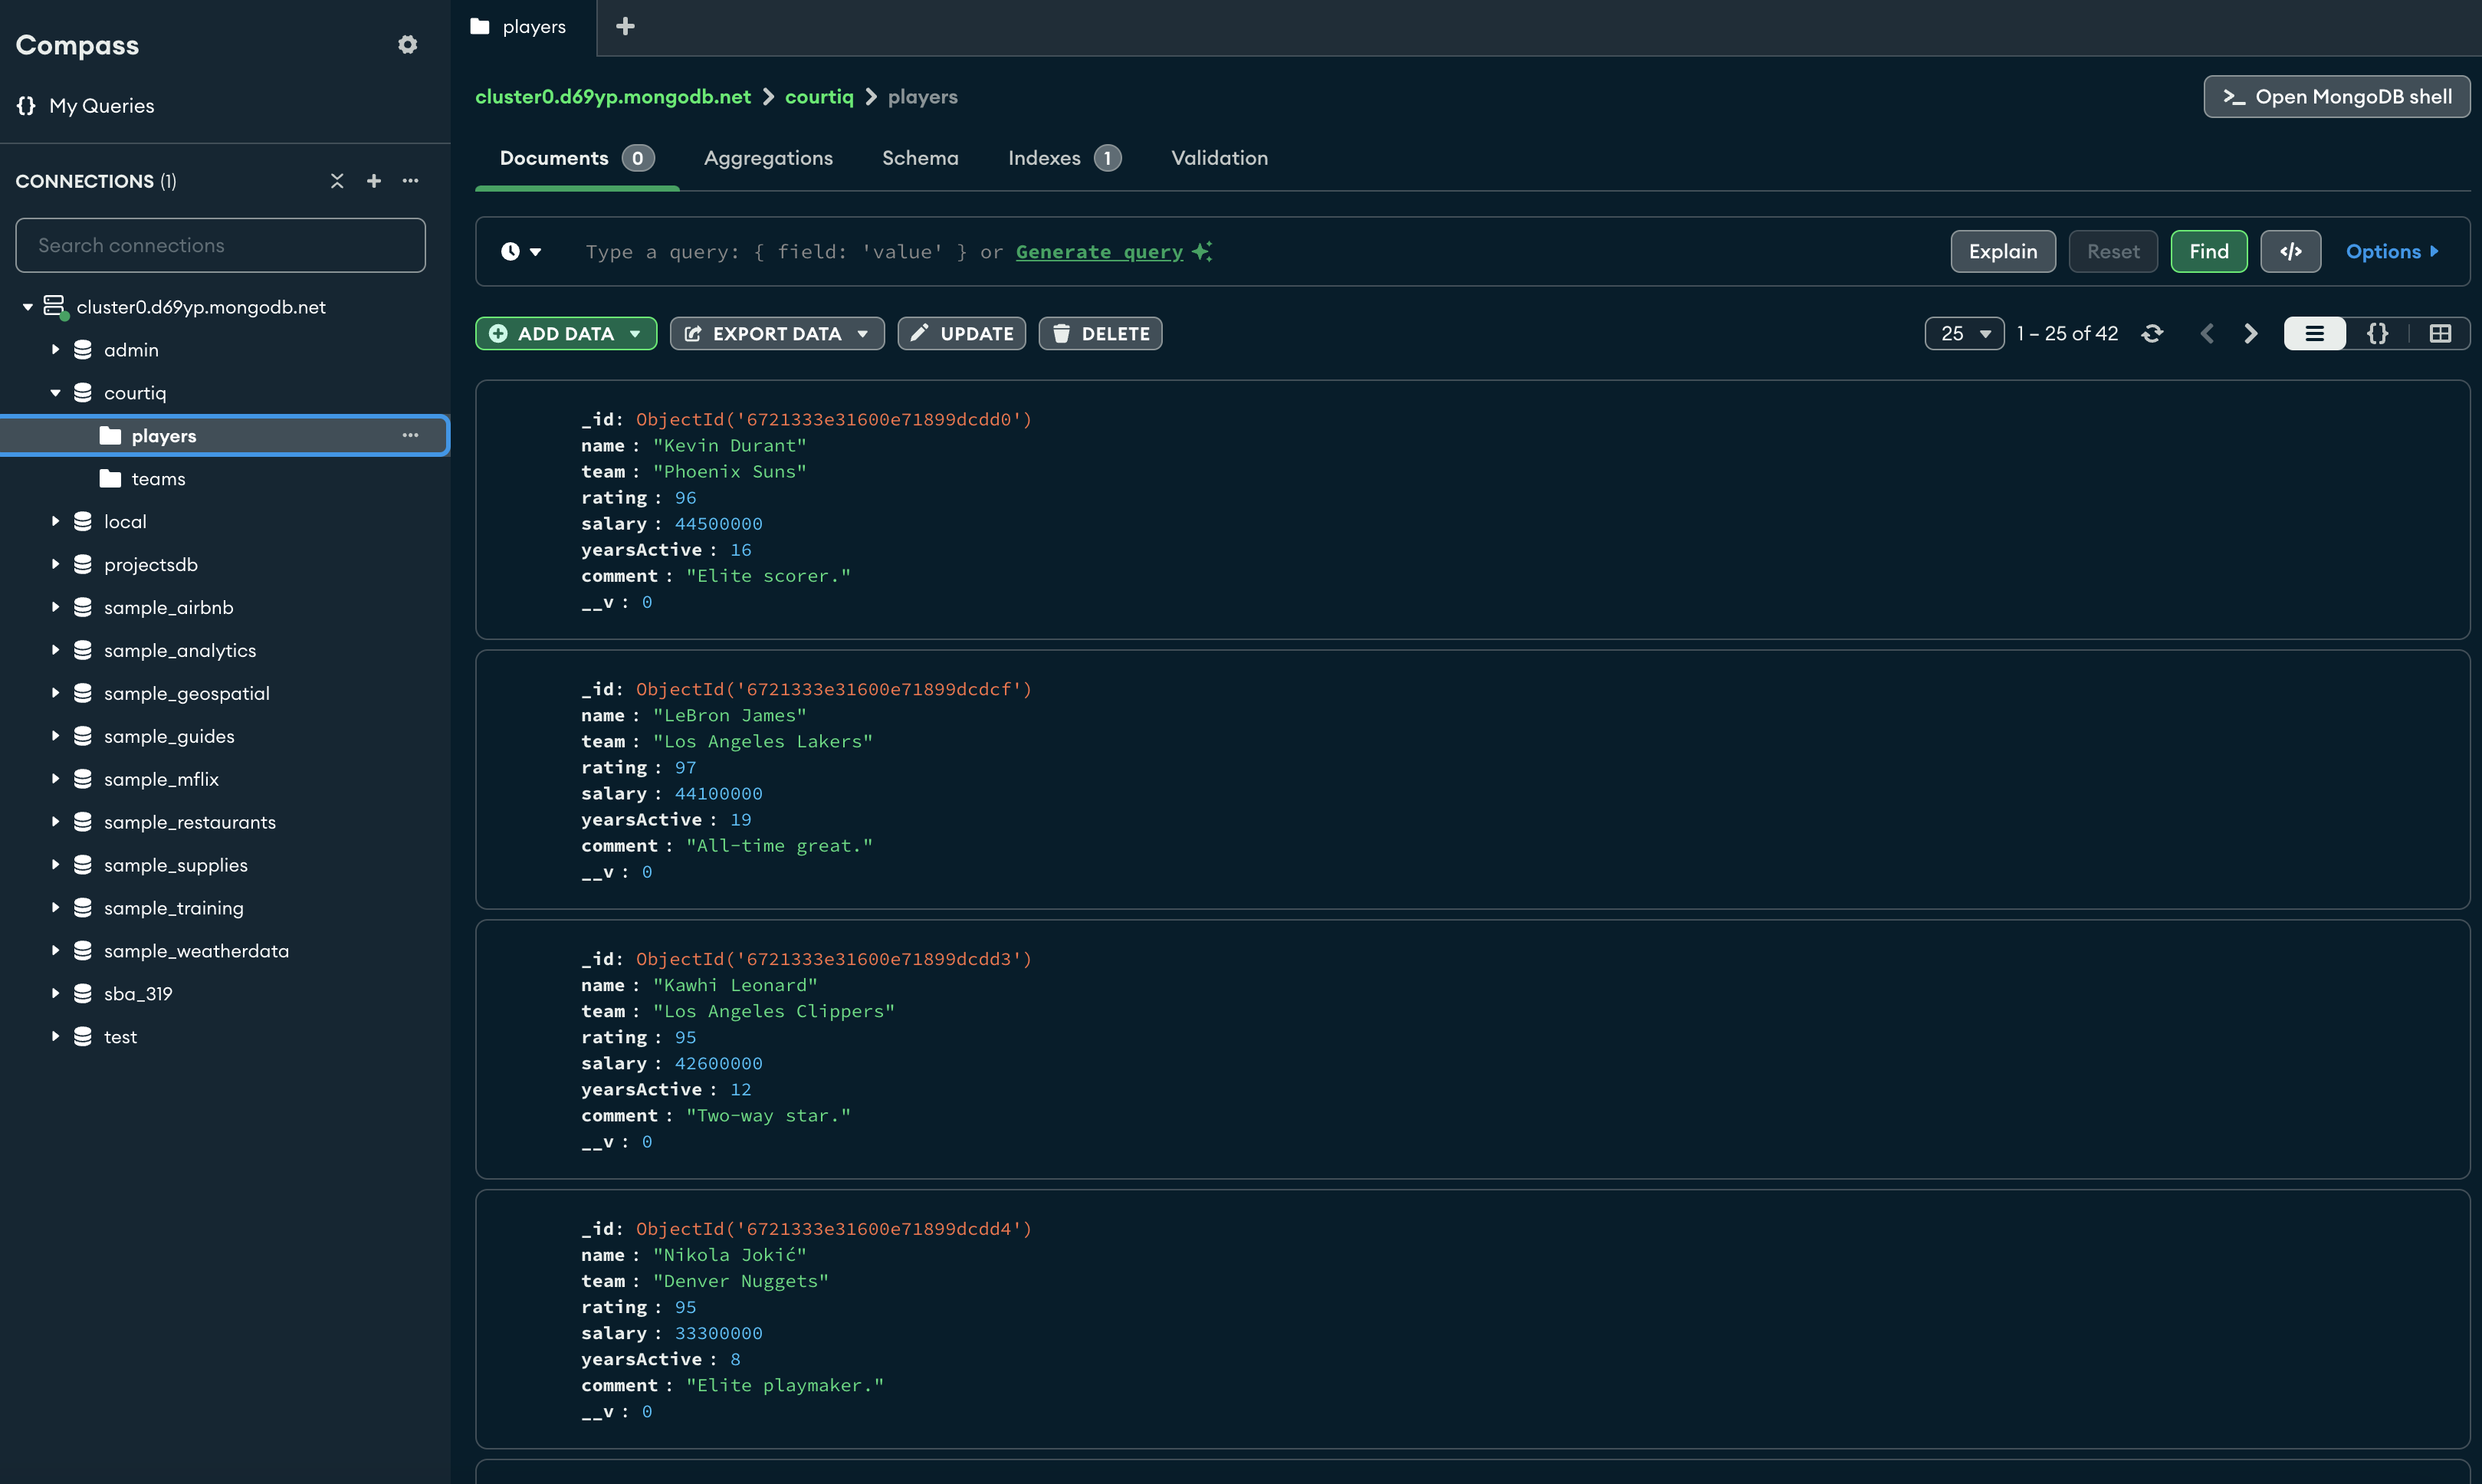 Compass
My Queries
CONNECTIONS (1)
Search connections
cluster0.d69yp.mongodb.net
admin
courtiq
players
teams
local
projectsdb
sample_airbnb
sample_analytics
sample_geospatial
sample_guides
sample_mflix
sample_restaurants
sample_supplies
sample_training
sample_weatherdata
sba_319
test
players
cluster0.d69yp.mongodb.net > courtiq > players
>_ Open MongoDB shell
Documents 0 Aggregations Schema Indexes 1 Validation
Type a query: { field: 'value' } or Generate query
Explain Reset Find </> Options
ADD DATA EXPORT DATA UPDATE DELETE
25 1 – 25 of 42 {}
_id: ObjectId('6721333e31600e71899dcdd0')
name : "Kevin Durant"
team : "Phoenix Suns"
rating : 96
salary : 44500000
yearsActive : 16
comment : "Elite scorer."
__v : 0
_id: ObjectId('6721333e31600e71899dcdcf')
name : "LeBron James"
team : "Los Angeles Lakers"
rating : 97
salary : 44100000
yearsActive : 19
comment : "All-time great."
__v : 0
_id: ObjectId('6721333e31600e71899dcdd3')
name : "Kawhi Leonard"
team : "Los Angeles Clippers"
rating : 95
salary : 42600000
yearsActive : 12
comment : "Two-way star."
__v : 0
_id: ObjectId('6721333e31600e71899dcdd4')
name : "Nikola Jokić"
team : "Denver Nuggets"
rating : 95
salary : 33300000
yearsActive : 8
comment : "Elite playmaker."
__v : 0